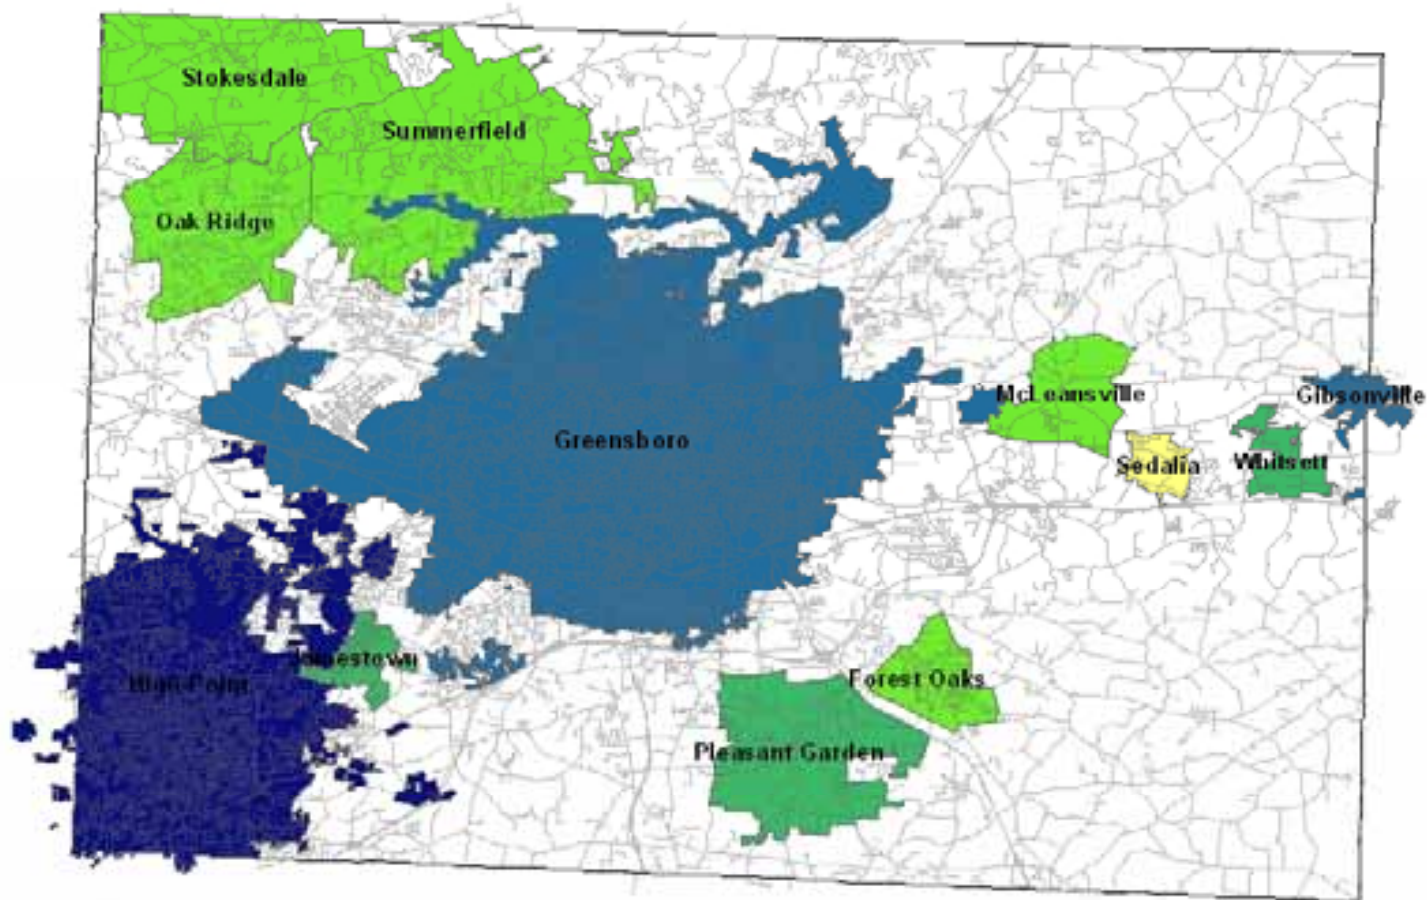 Stokesdale
Summerfield
Oak Ridge
McLeansville
Gibsonville
Greensboro
Sedalia
Whitsett
Jamestown
High Point
Forest Oaks
Pleasant Garden